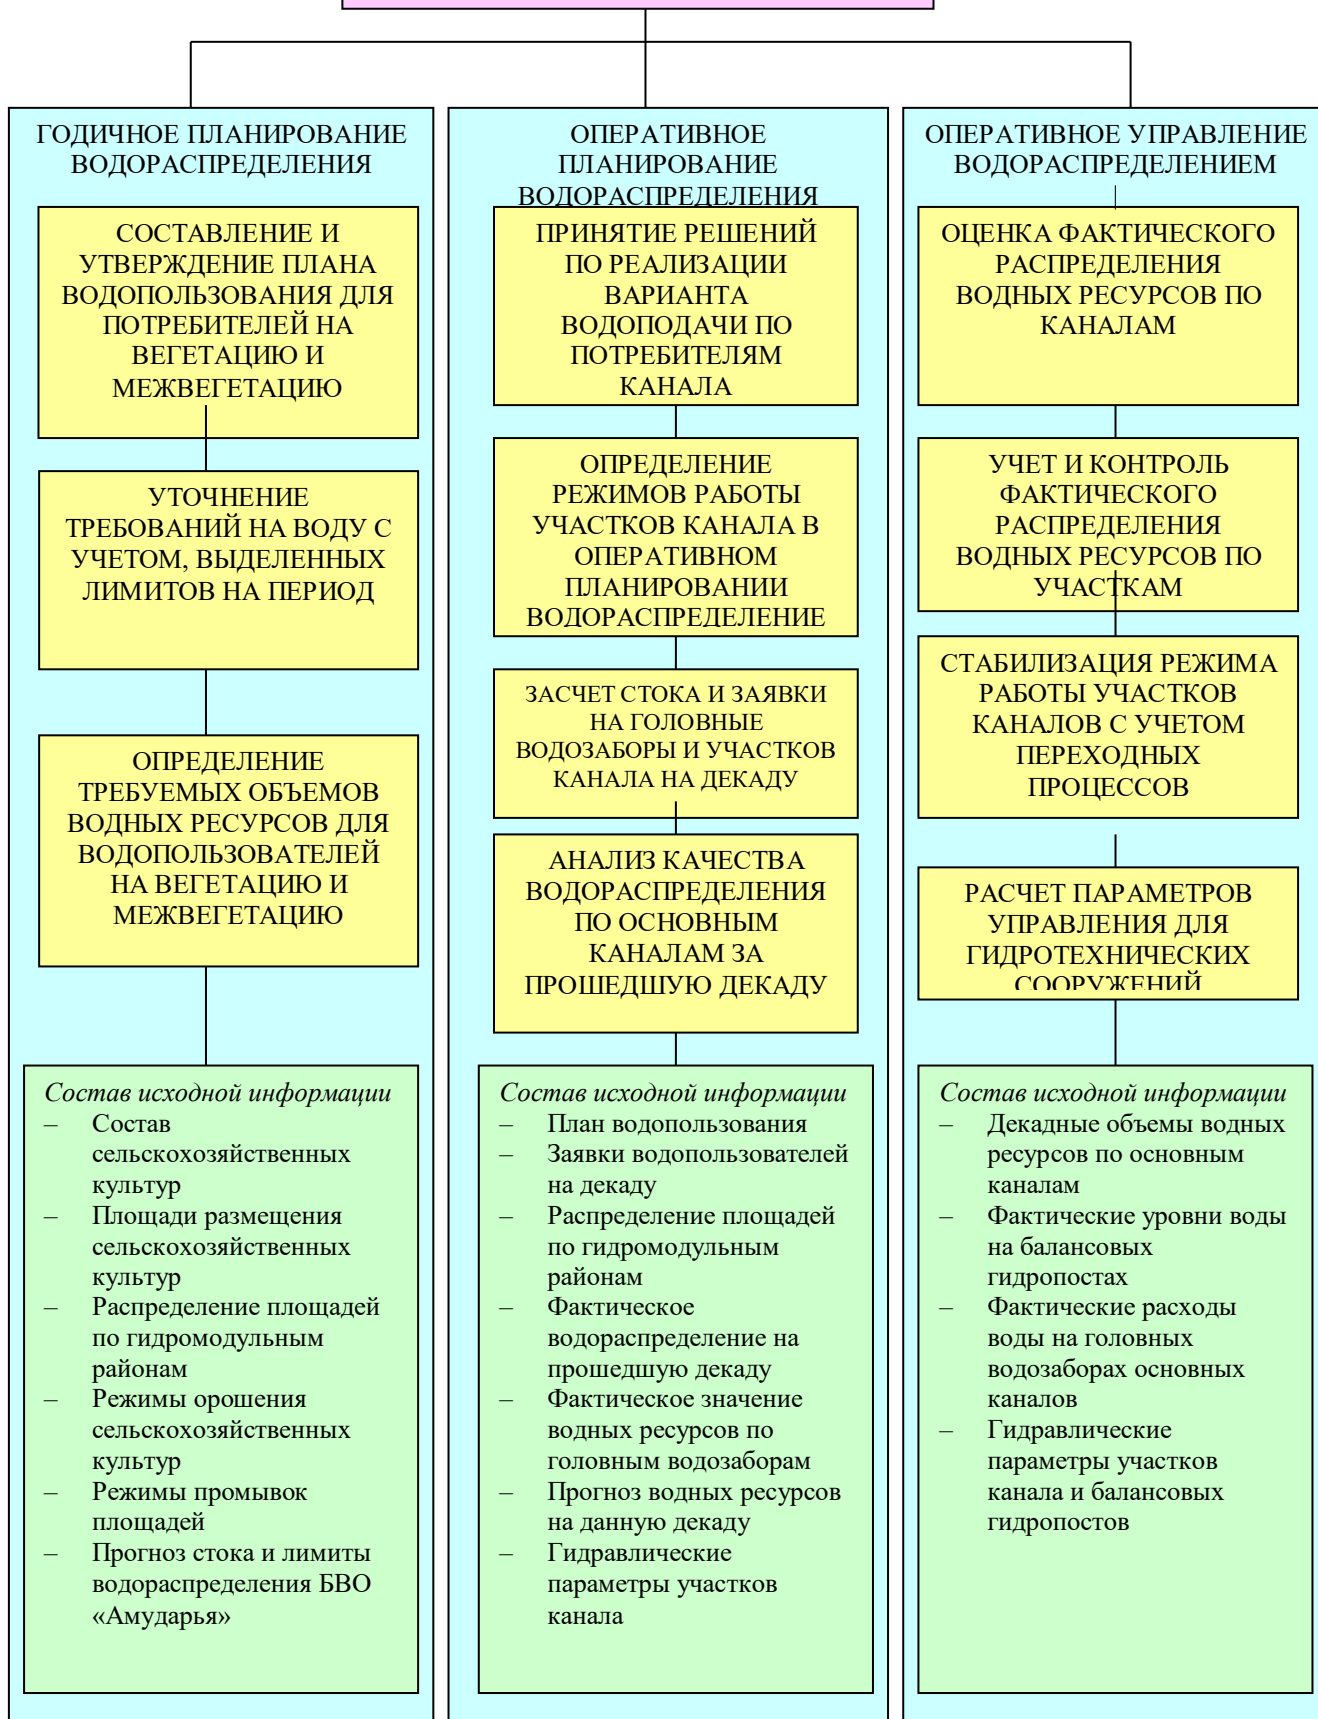 ГОДИЧНОЕ ПЛАНИРОВАНИЕ
ВОДОРАСПРЕДЕЛЕНИЯ
СОСТАВЛЕНИЕ И
УТВЕРЖДЕНИЕ ПЛАНА
ВОДОПОЛЬЗОВАНИЯ ДЛЯ
ПОТРЕБИТЕЛЕЙ НА
ВЕГЕТАЦИЮ И
МЕЖВЕГЕТАЦИЮ
УТОЧНЕНИЕ
ТРЕБОВАНИЙ НА ВОДУ С
УЧЕТОМ, ВЫДЕЛЕННЫХ
ЛИМИТОВ НА ПЕРИОД
ОПРЕДЕЛЕНИЕ
ТРЕБУЕМЫХ ОБЪЕМОВ
ВОДНЫХ РЕСУРСОВ ДЛЯ
ВОДОПОЛЬЗОВАТЕЛЕЙ
НА ВЕГЕТАЦИЮ И
МЕЖВЕГЕТАЦИЮ
Состав исходной информации
– Состав
сельскохозяйственных
культур
– Площади размещения
сельскохозяйственных
культур
– Распределение площадей
по гидромодульным
районам
– Режимы орошения
сельскохозяйственных
культур
– Режимы промывок
площадей
– Прогноз стока и лимиты
водораспределения БВО
«Амударья»
ОПЕРАТИВНОЕ
ПЛАНИРОВАНИЕ
ВОДОРАСПРЕДЕЛЕНИЯ
ПРИНЯТИЕ РЕШЕНИЙ
ПО РЕАЛИЗАЦИИ
ВАРИАНТА
ВОДОПОДАЧИ ПО
ПОТРЕБИТЕЛЯМ
КАНАЛА
ОПРЕДЕЛЕНИЕ
РЕЖИМОВ РАБОТЫ
УЧАСТКОВ КАНАЛА В
ОПЕРАТИВНОМ
ПЛАНИРОВАНИИ
ВОДОРАСПРЕДЕЛЕНИЕ
ЗАСЧЕТ СТОКА И ЗАЯВКИ
НА ГОЛОВНЫЕ
ВОДОЗАБОРЫ И УЧАСТКОВ
КАНАЛА НА ДЕКАДУ
АНАЛИЗ КАЧЕСТВА
ВОДОРАСПРЕДЕЛЕНИЯ
ПО ОСНОВНЫМ
КАНАЛАМ ЗА
ПРОШЕДШУЮ ДЕКАДУ
Состав исходной информации
– План водопользования
– Заявки водопользователей
на декаду
– Распределение площадей
по гидромодульным
районам
– Фактическое
водораспределение на
прошедшую декаду
– Фактическое значение
водных ресурсов по
головным водозаборам
– Прогноз водных ресурсов
на данную декаду
– Гидравлические
параметры участков
канала
ОПЕРАТИВНОЕ УПРАВЛЕНИЕ
ВОДОРАСПРЕДЕЛЕНИЕМ
ОЦЕНКА ФАКТИЧЕСКОГО
РАСПРЕДЕЛЕНИЯ
ВОДНЫХ РЕСУРСОВ ПО
КАНАЛАМ
УЧЕТ И КОНТРОЛЬ
ФАКТИЧЕСКОГО
РАСПРЕДЕЛЕНИЯ
ВОДНЫХ РЕСУРСОВ ПО
УЧАСТКАМ
СТАБИЛИЗАЦИЯ РЕЖИМА
РАБОТЫ УЧАСТКОВ
КАНАЛОВ С УЧЕТОМ
ПЕРЕХОДНЫХ
ПРОЦЕССОВ
РАСЧЕТ ПАРАМЕТРОВ
УПРАВЛЕНИЯ ДЛЯ
ГИДРОТЕХНИЧЕСКИХ
СООРУЖЕНИЙ
Состав исходной информации
– Декадные объемы водных
ресурсов по основным
каналам
– Фактические уровни воды
на балансовых
гидропостах
– Фактические расходы
воды на головных
водозаборах основных
каналов
– Гидравлические
параметры участков
канала и балансовых
гидропостов